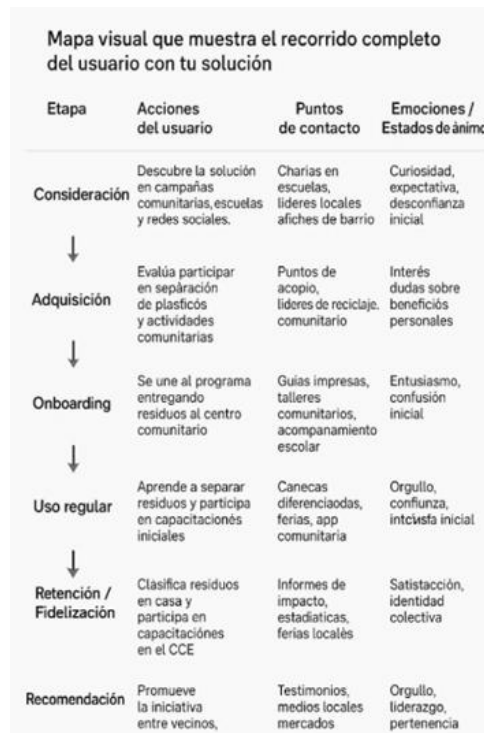 Mapa visual que muestra el recorrido completo
del usuario con tu solución
Etapa
Acciones
del usuario
Puntos
de contacto
Emociones /
Estados de ànimo
Consideración
Descubre la solución
en campañas
comunitarias, escuelas
y redes sociales.
Charias en
escuelas,
lideres locales
afiches de barrio
Curiosidad,
expectativa,
desconfianza
inicial
Adquisición
Evalúa participar
en sepàración
de plasticós
y actividades
comunitarias
Puntos de
acopio,
lideres de reciclaje.
comunitario
Interés
dudas sobre
beneficiós
personales
Onboarding
Se une al programa
entregando
residuos al centro
comunitario
Guías impresas,
talleres
comunitarios,
acompanamiento
escolar
Entusiasmo,
confusión
inicial
Uso regular
Aprende a separar
residuos y participa
en capacitacionés
iniciales
Canecas
diferenciaodas,
ferias, app
comunitaria
Orgullo,
confiunza,
inicial
Retención /
Fidelización
Clasifica residuos
en casa y
participa en
capacitaciónes
en el CCE
Informes de
impacto,
estadiaticas,
ferias localès
Satistacción,
identidad
colectiva
Recomendación
Promueve
la iniciativa
entre vecinos,
Testimonios,
medios locales
mercados
Orgullo,
liderazgo,
pertenencia